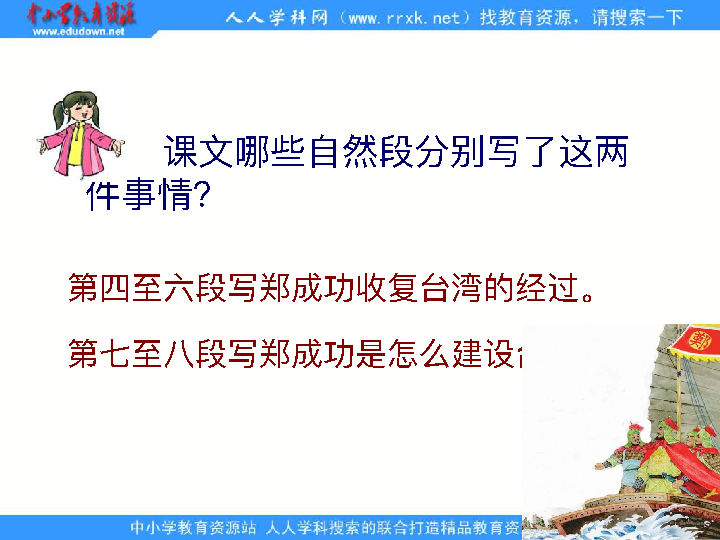 中小学教育资源
www.edudown.net
人人学科网（www.rrxk.net）找教育资源，请搜索一下
课文哪些自然段分别写了这两
件事情？
第四至六段写郑成功收复台湾的经过。
第七至八段写郑成功是怎么建设
郑
中小学教育资源站 人人学科搜索的联合打造精品教育资